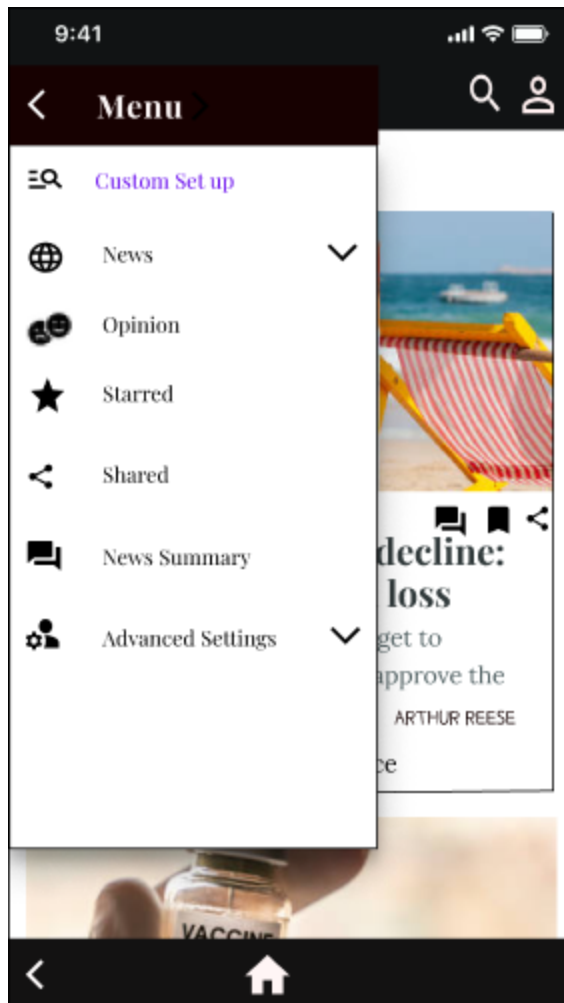 9:41
Menu
Custom Set up
News
Opinion
Starred
Shared
News Summary
Advanced Settings
decline:
loss
get to
approve the
ARTHUR REESE
ce
VACCINE